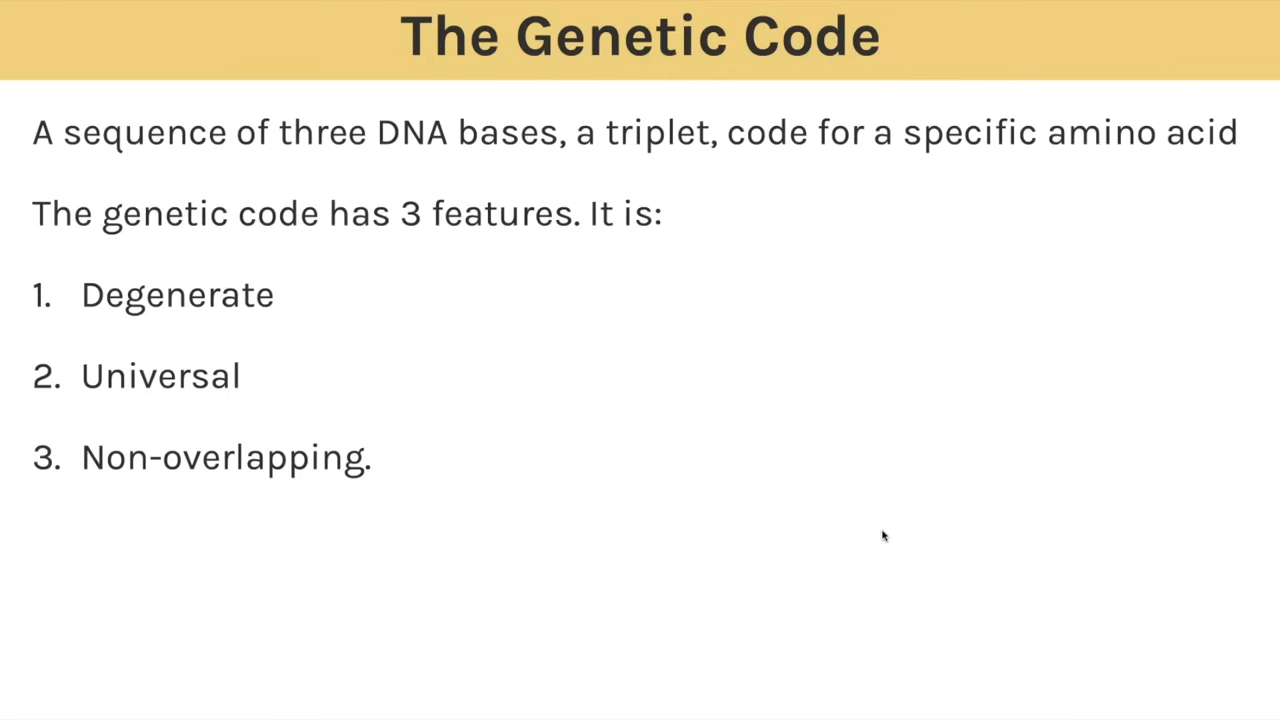 The Genetic Code
A sequence of three DNA bases, a triplet, code for a specific amino acid
The genetic code has 3 features. It is:
1. Degenerate
2. Universal
3. Non-overlapping.